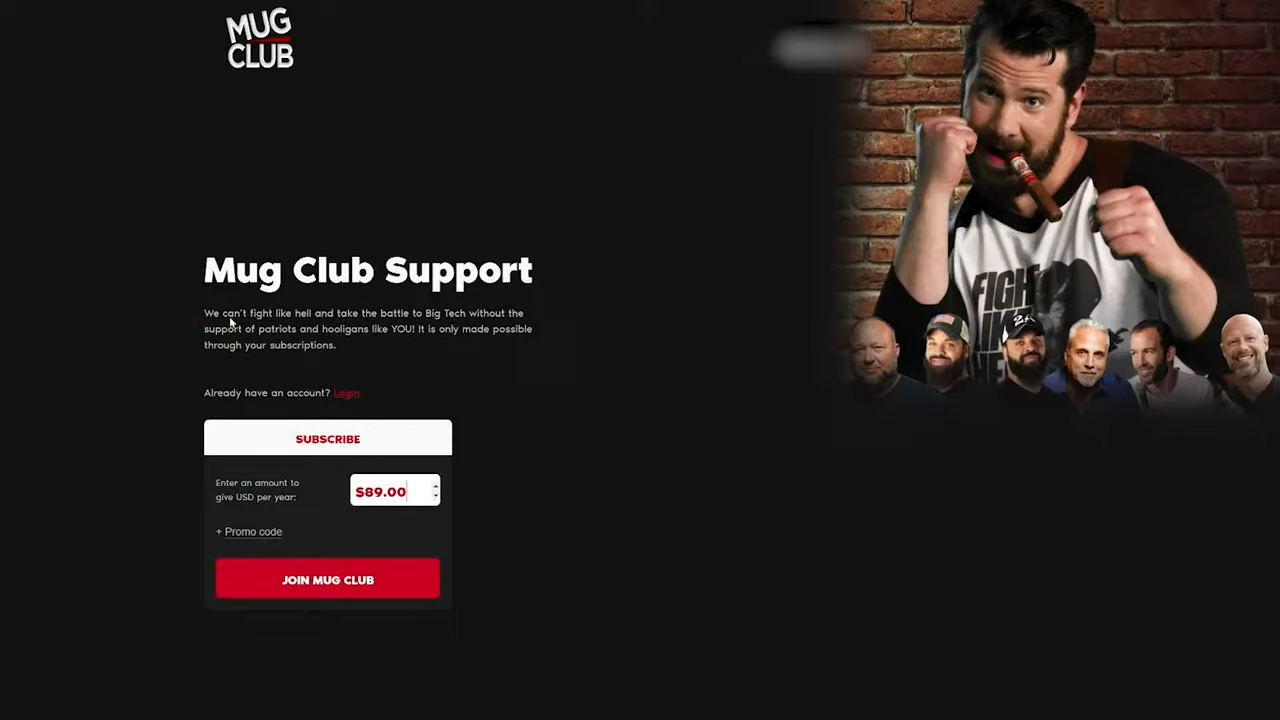 MUG
CLUB
Mug Club Support
We can't fight like hell and take the battle to Big Tech without the
support of patriots and hooligans like YOU! It is only made possible
through your subscriptions.
Already have an account? Login
SUBSCRIBE
Enter an amount to
give USD per year:
$89.00
+ Promo code
JOIN MUG CLUB
FIGHT
LIKE